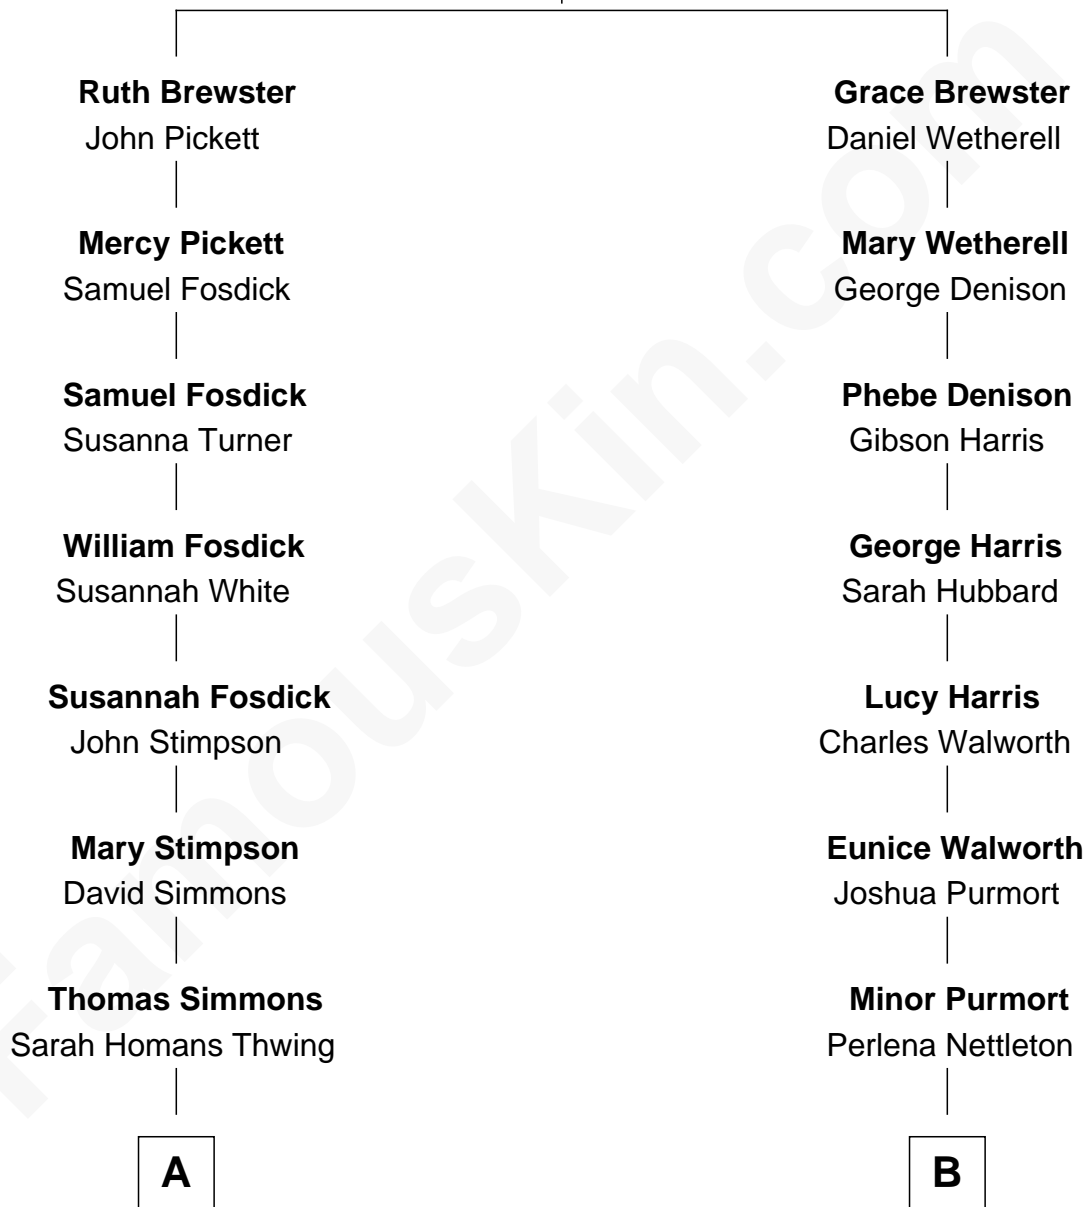 Ruth Brewster
John Pickett
Mercy Pickett
Samuel Fosdick
Samuel Fosdick
Susanna Turner
William Fosdick
Susannah White
Susannah Fosdick
John Stimpson
Mary Stimpson
David Simmons
Thomas Simmons
Sarah Homans Thwing
A
Grace Brewster
Daniel Wetherell
Mary Wetherell
George Denison
Phebe Denison
Gibson Harris
George Harris
Sarah Hubbard
Lucy Harris
Charles Walworth
Eunice Walworth
Joshua Purmort
Minor Purmort
Perlena Nettleton
B
FamousKin.com